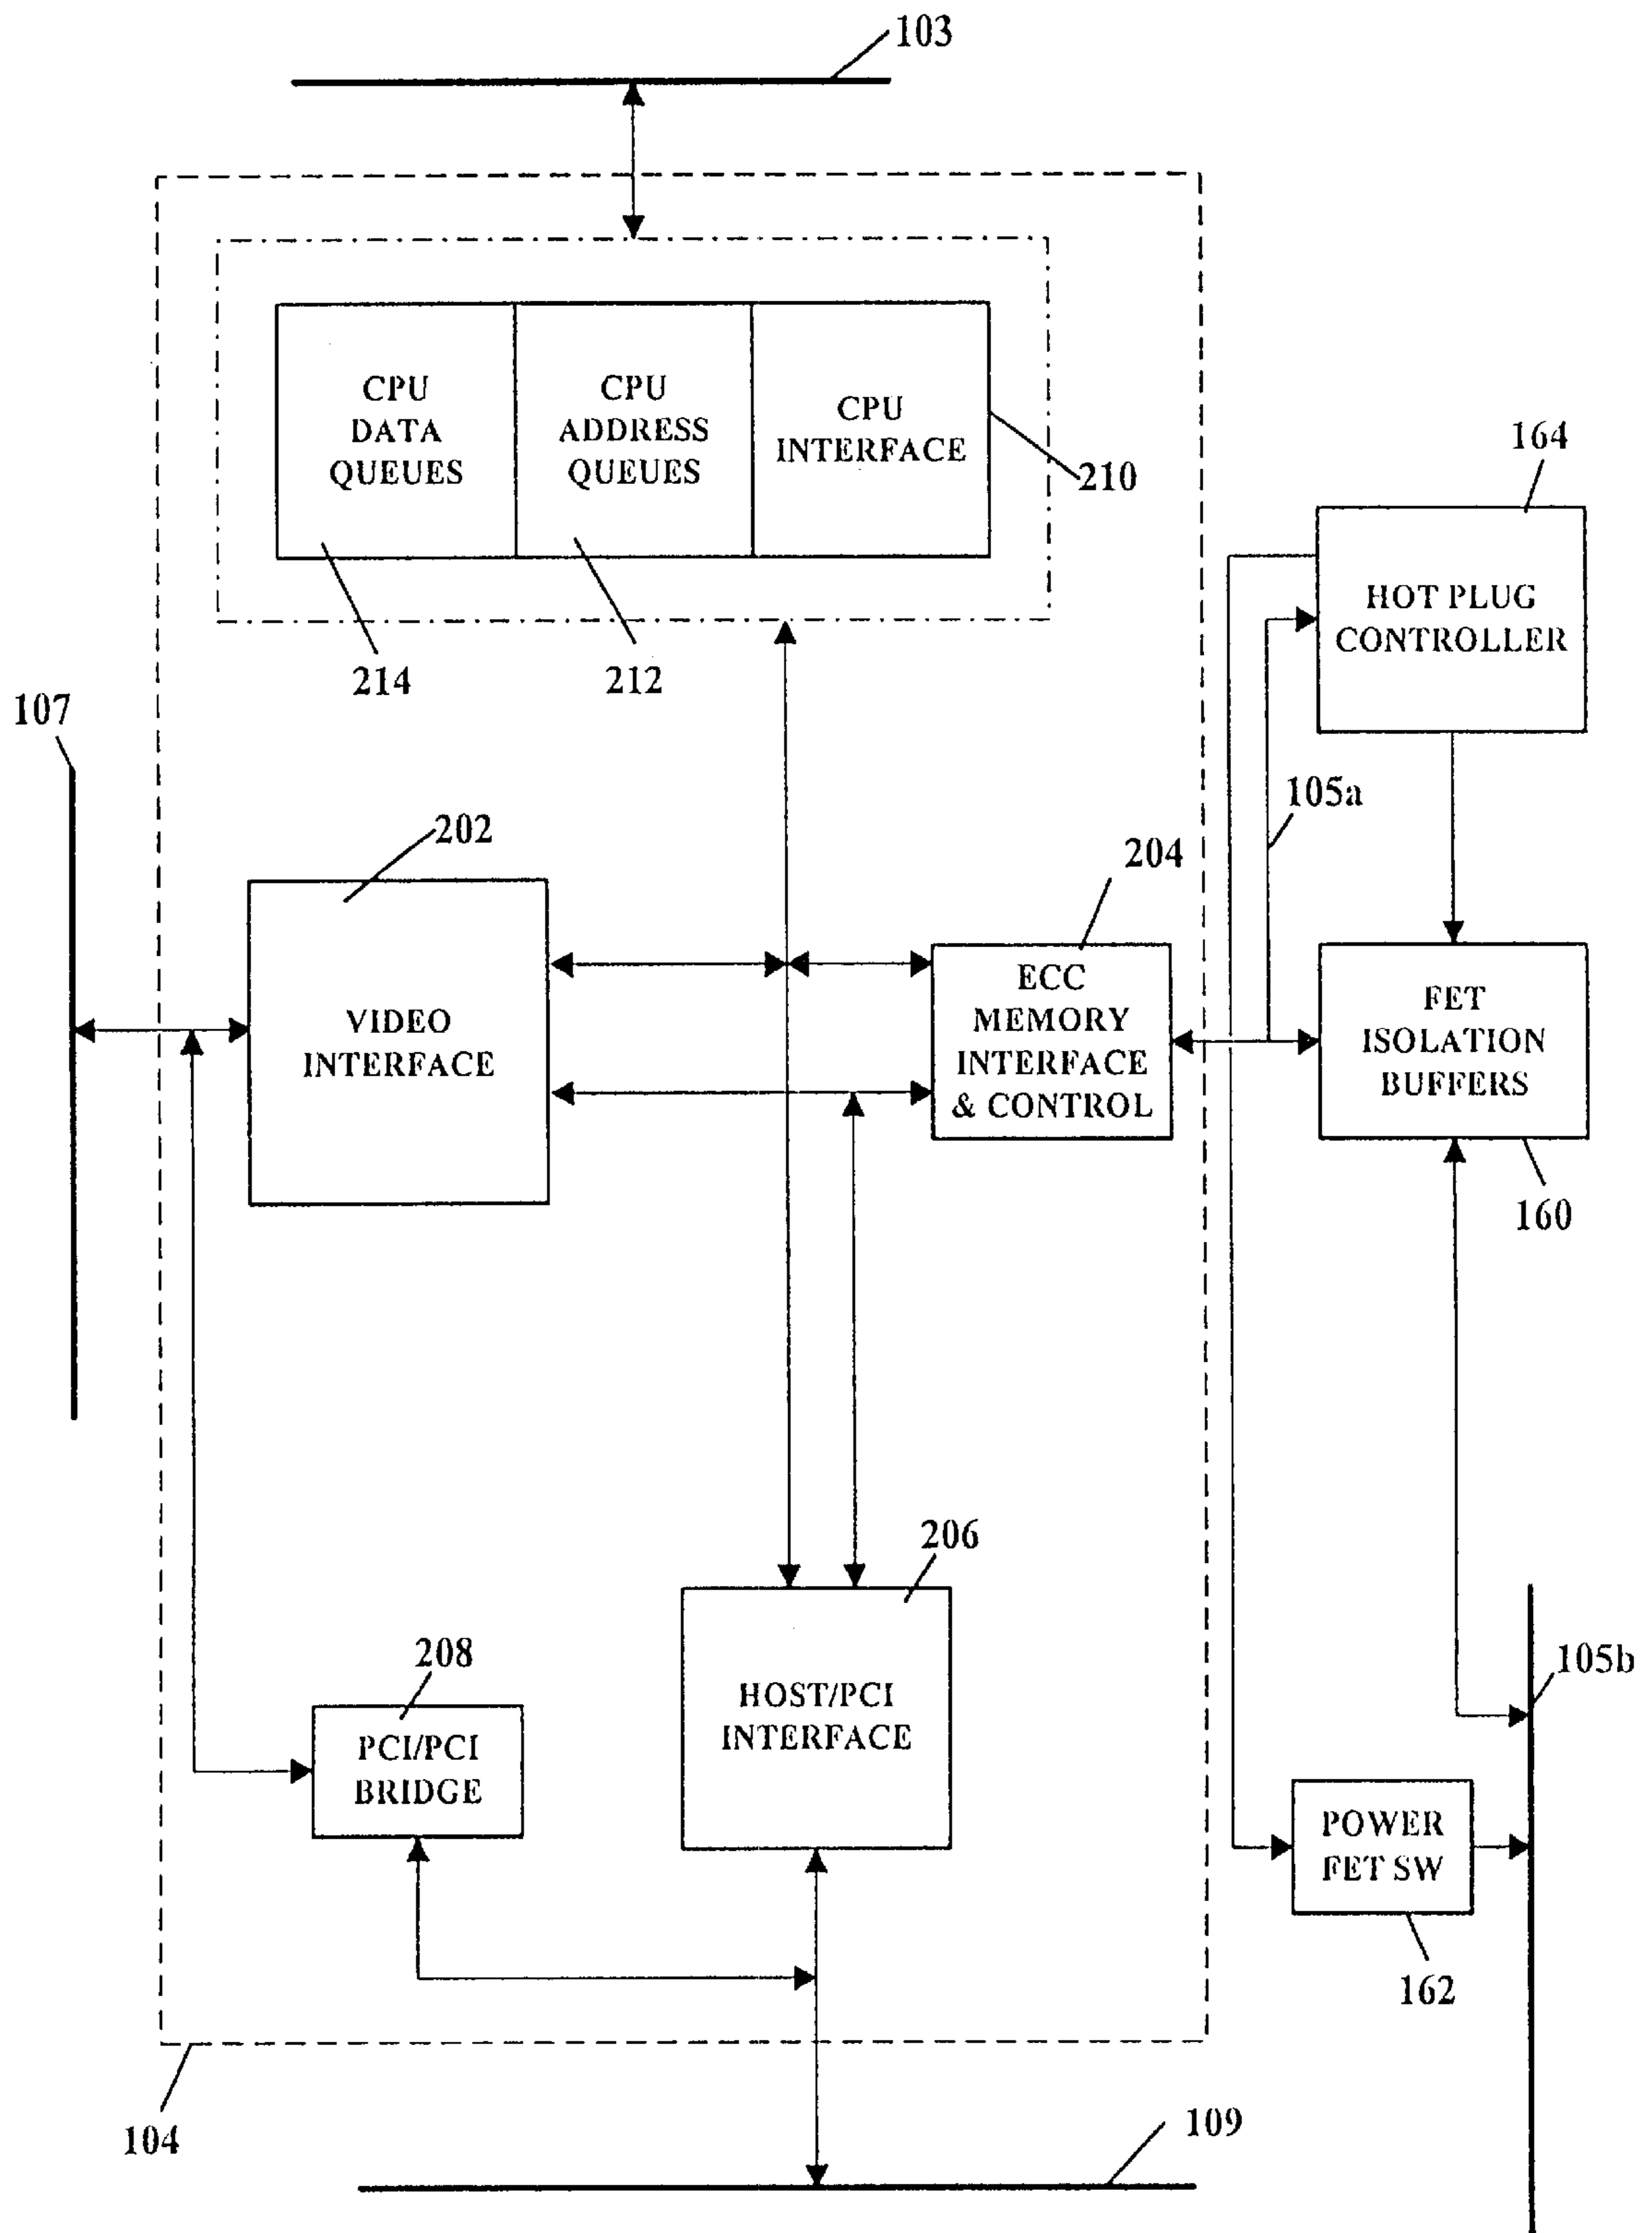 103
CPU
DATA
QUEUES
CPU
ADDRESS
QUEUES
CPU
INTERFACE
210
214
212
164
HOT PLUG
CONTROLLER
107
105a
202
204
VIDEO
INTERFACE
ECC
MEMORY
INTERFACE
& CONTROL
FET
ISOLATION
BUFFERS
160
206
208
HOST/PCI
INTERFACE
PCI/PCI
BRIDGE
105b
POWER
FET SW
162
104
109